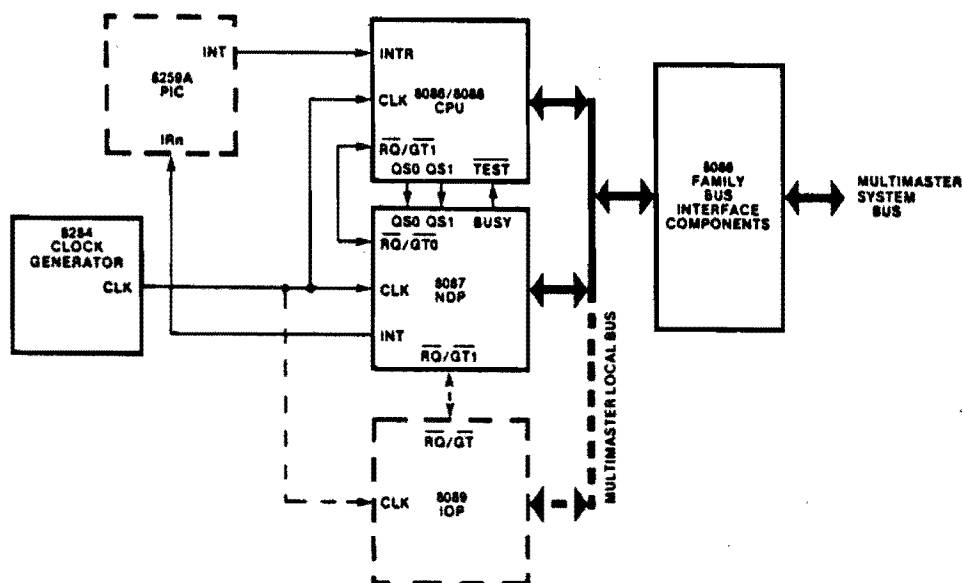 INT
8259A
PIC
IRn
INTR
8086/8088
CPU
CLK
RQ/GT1
QS0 QS1 TEST
8086
FAMILY
BUS
INTERFACE
COMPONENTS
MULTIMASTER
SYSTEM
BUS
8284
CLOCK
GENERATOR
CLK
QS0 QS1 BUSY
RQ/GT0
CLK
8087
NDP
INT
RQ/GT1
MULTIMASTER LOCAL BUS
RQ/GT
CLK
8089
IOP